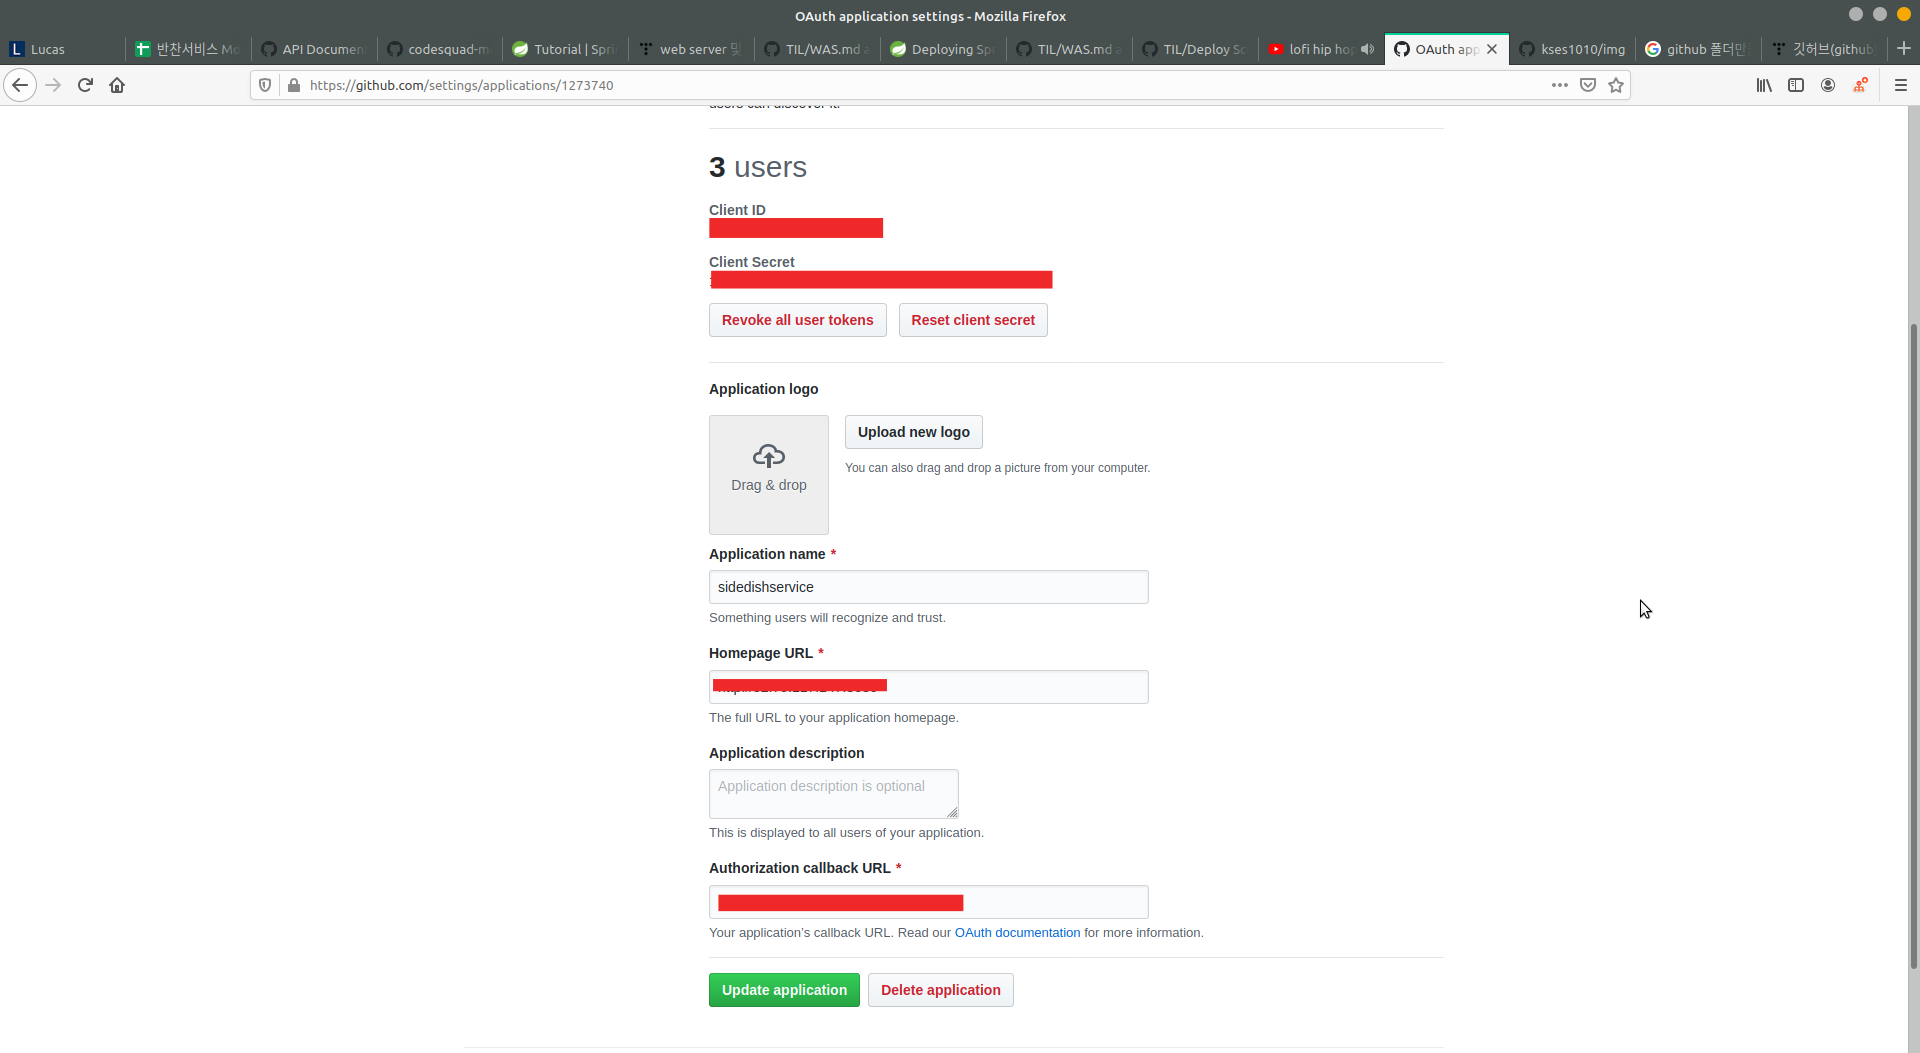 OAuth application settings - Mozilla Firefox
Lucas
반찬서비스 Mo
API Documen
codesquad-m
Tutorial | Spri
web server 및
TIL/WAS.md a
Deploying Sp
TIL/WAS.md a
TIL/Deploy Sc
lofi hip hop
OAuth app
kses1010/img
github 폴더만
깃허브(github
https://github.com/settings/applications/1273740
users can discover it.
3 users
Client ID
Client Secret
Revoke all user tokens
Reset client secret
Application logo
Drag & drop
Upload new logo
You can also drag and drop a picture from your computer.
Application name *
sidedishservice
Something users will recognize and trust.
Homepage URL *
The full URL to your application homepage.
Application description
Application description is optional
This is displayed to all users of your application.
Authorization callback URL *
Your application’s callback URL. Read our OAuth documentation for more information.
Update application
Delete application